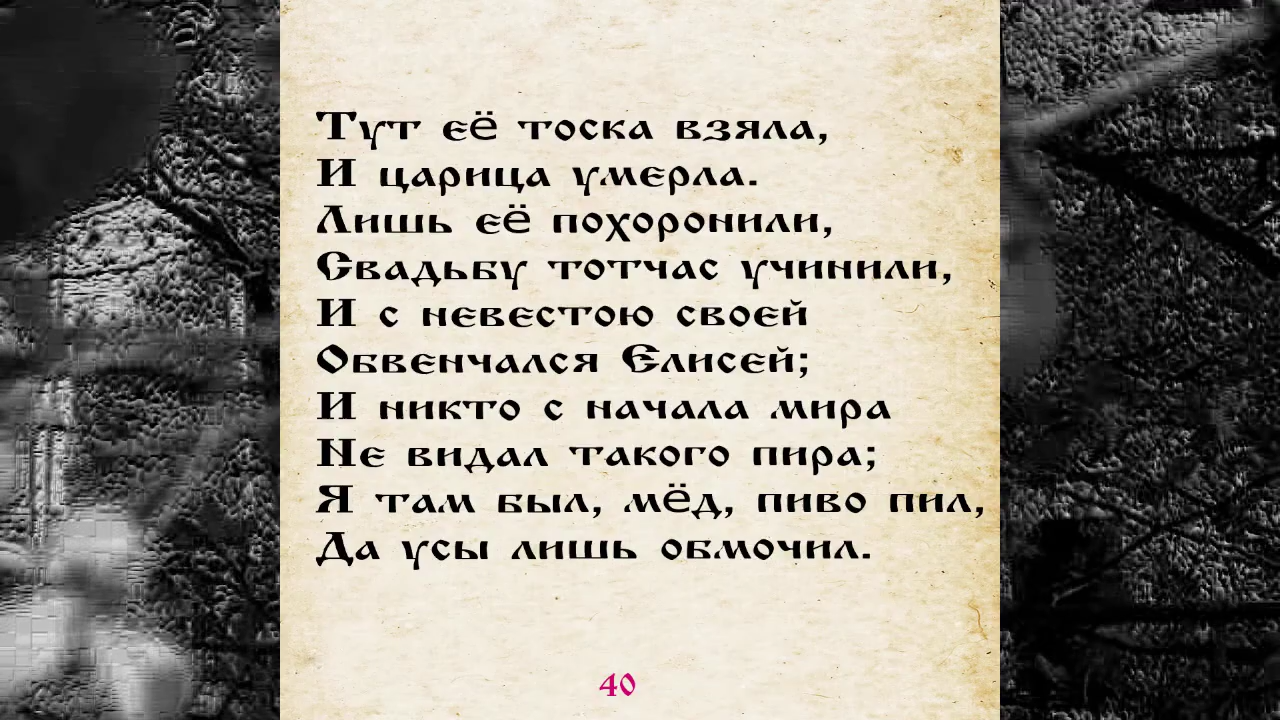 Тут её тоска взяла,
И царица умерла.
Лишь её похоронили,
Свадьбу тотчас учинили,
И с невестою своей
Обвенчался Елисей;
И никто с начала мира
Не видал такого пира;
Я там был, мёд, пиво пил,
Да усы лишь обмочил.
40